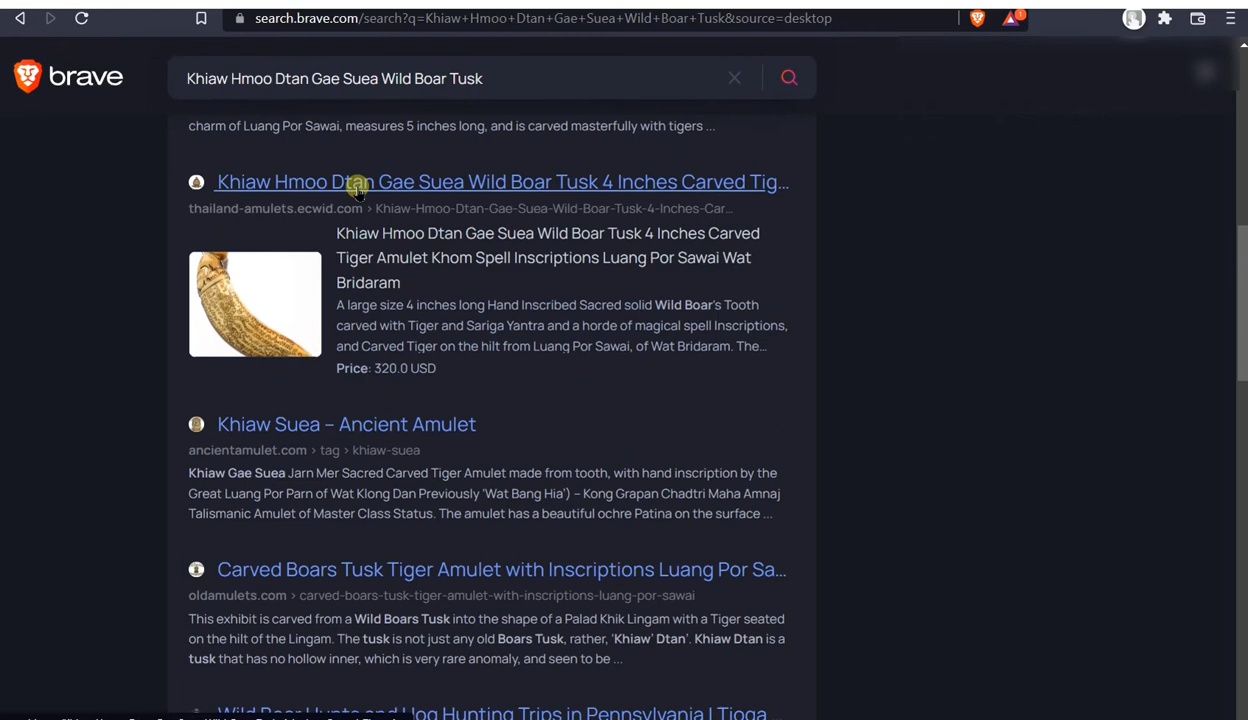 search.brave.com/search?q=Khiaw+Hmoo+Dtan+Gae+Suea+Wild+Boar+Tusk&source=desktop
1
brave
Khiaw Hmoo Dtan Gae Suea Wild Boar Tusk
charm of Luang Por Sawai, measures 5 inches long, and is carved masterfully with tigers ...
Khiaw Hmoo Dtan Gae Suea Wild Boar Tusk 4 Inches Carved Tig...
thailand-amulets.ecwid.com › Khiaw-Hmoo-Dtan-Gae-Suea-Wild-Boar-Tusk-4-Inches-Car...
Khiaw Hmoo Dtan Gae Suea Wild Boar Tusk 4 Inches Carved
Tiger Amulet Khom Spell Inscriptions Luang Por Sawai Wat
Bridaram
A large size 4 inches long Hand Inscribed Sacred solid Wild Boar's Tooth
carved with Tiger and Sariga Yantra and a horde of magical spell Inscriptions,
and Carved Tiger on the hilt from Luang Por Sawai, of Wat Bridaram. The...
Price: 320.0 USD
Khiaw Suea – Ancient Amulet
ancientamulet.com › tag › khiaw-suea
Khiaw Gae Suea Jarn Mer Sacred Carved Tiger Amulet made from tooth, with hand inscription by the
Great Luang Por Parn of Wat Klong Dan Previously 'Wat Bang Hia') – Kong Grapan Chadtri Maha Amnaj
Talismanic Amulet of Master Class Status. The amulet has a beautiful ochre Patina on the surface ...
Carved Boars Tusk Tiger Amulet with Inscriptions Luang Por Sa...
oldamulets.com › carved-boars-tusk-tiger-amulet-with-inscriptions-luang-por-sawai
This exhibit is carved from a Wild Boars Tusk into the shape of a Palad Khik Lingam with a Tiger seated
on the hilt of the Lingam. The tusk is not just any old Boars Tusk, rather, 'Khiaw' Dtan'. Khiaw Dtan is a
tusk that has no hollow inner, which is very rare anomaly, and seen to be ...
Wild Boar Hunts and Hog Hunting Trips in Pennsylvania | Tioga